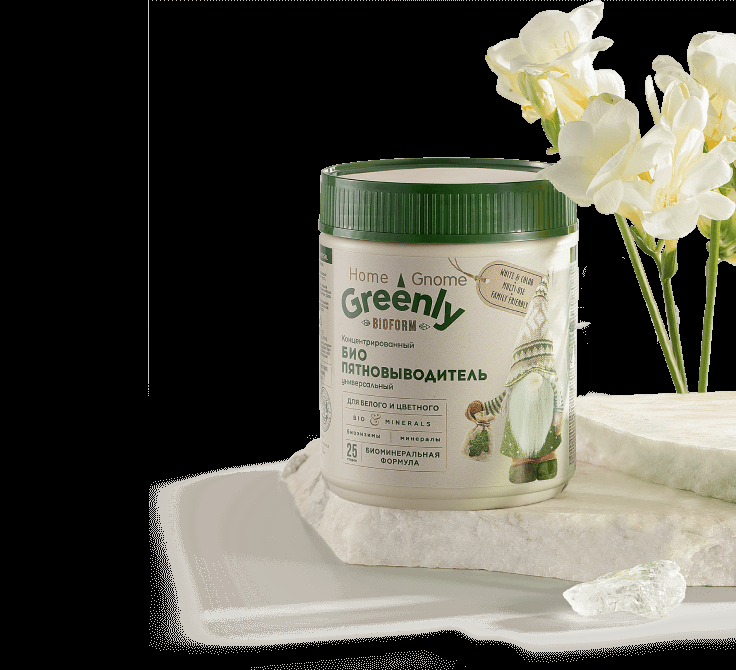 Home Gnome
Greenly
BIOFORM
WHITE & COLOR
MULTI-USE
FAMILY FRIENDLY
Концентрированный
БИО
ПЯТНОВЫВОДИТЕЛЬ
универсальный
ДЛЯ БЕЛОГО И ЦВЕТНОГО
BIO & MINERALS
биоэнзимы минералы
25
БИОМИНЕРАЛЬНАЯ
ФОРМУЛА